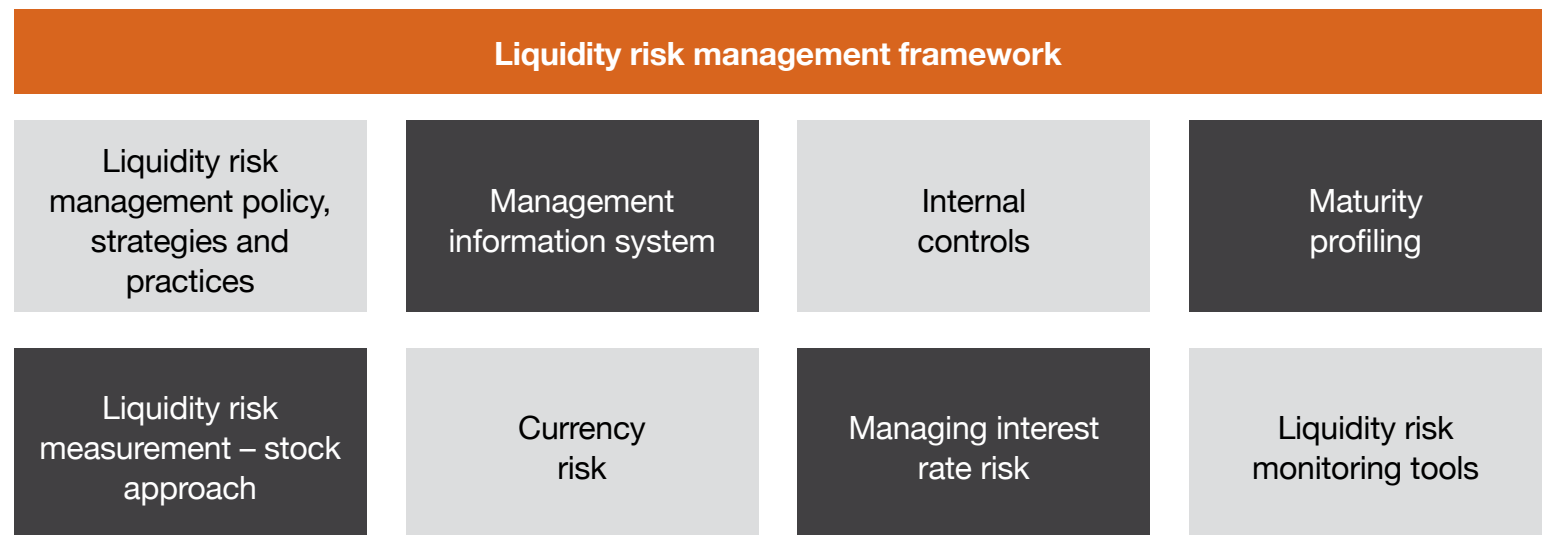 Liquidity risk management framework
Liquidity risk
management policy,
strategies and
practices
Management
information system
Internal
controls
Maturity
profiling
Liquidity risk
measurement – stock
approach
Currency
risk
Managing interest
rate risk
Liquidity risk
monitoring tools